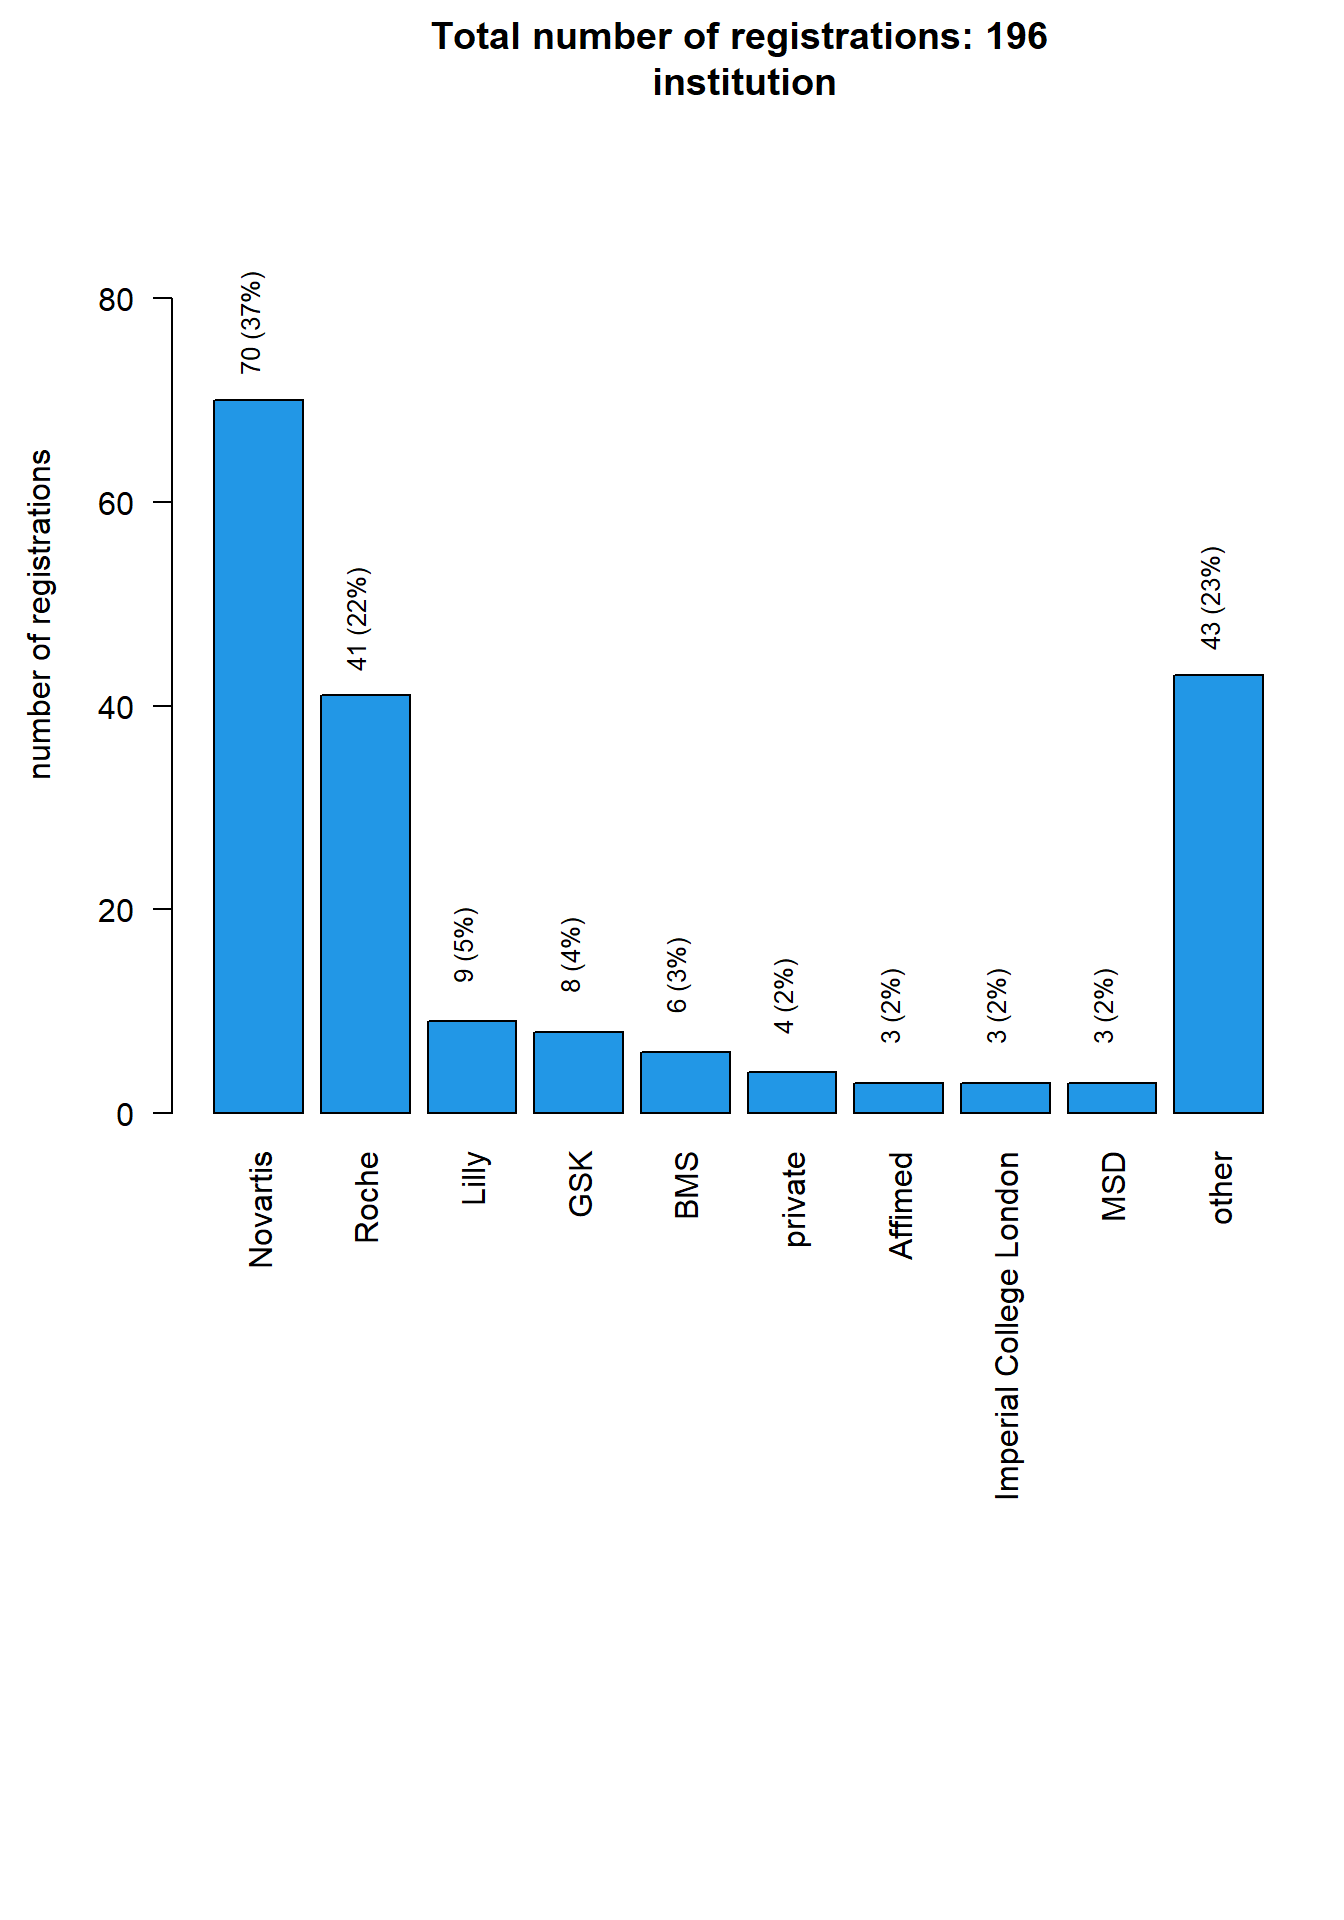 Total number of registrations: 196
institution
number of registrations
80
60
40
20
0
70 (37%)
41 (22%)
9 (5%)
8 (4%)
6 (3%)
4 (2%)
3 (2%)
3 (2%)
3 (2%)
43 (23%)
Novartis
Roche
Lilly
GSK
BMS
private
Affimed
Imperial College London
MSD
other